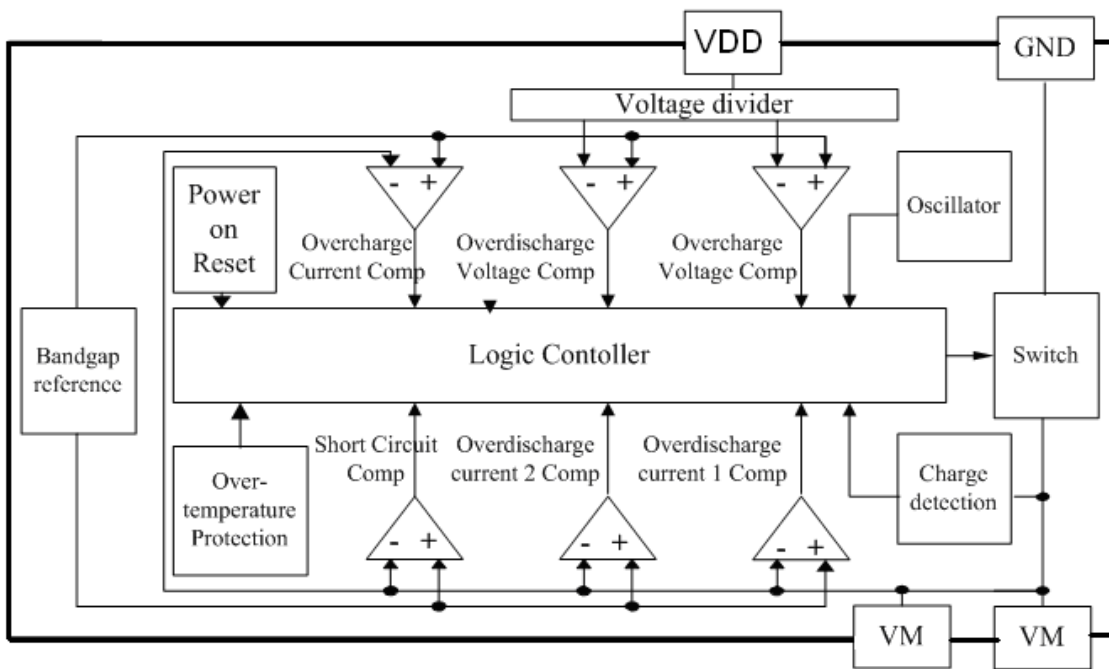 VDD
GND
Voltage divider
- +
- +
- +
Power
on
Reset
Oscillator
Overcharge
Current Comp
Overdischarge
Voltage Comp
Overcharge
Voltage Comp
Bandgap
reference
Logic Contoller
Switch
Over-
temperature
Protection
Short Circuit
Comp
Overdischarge
current 2 Comp
Overdischarge
current 1 Comp
Charge
detection
- +
- +
- +
VM
VM